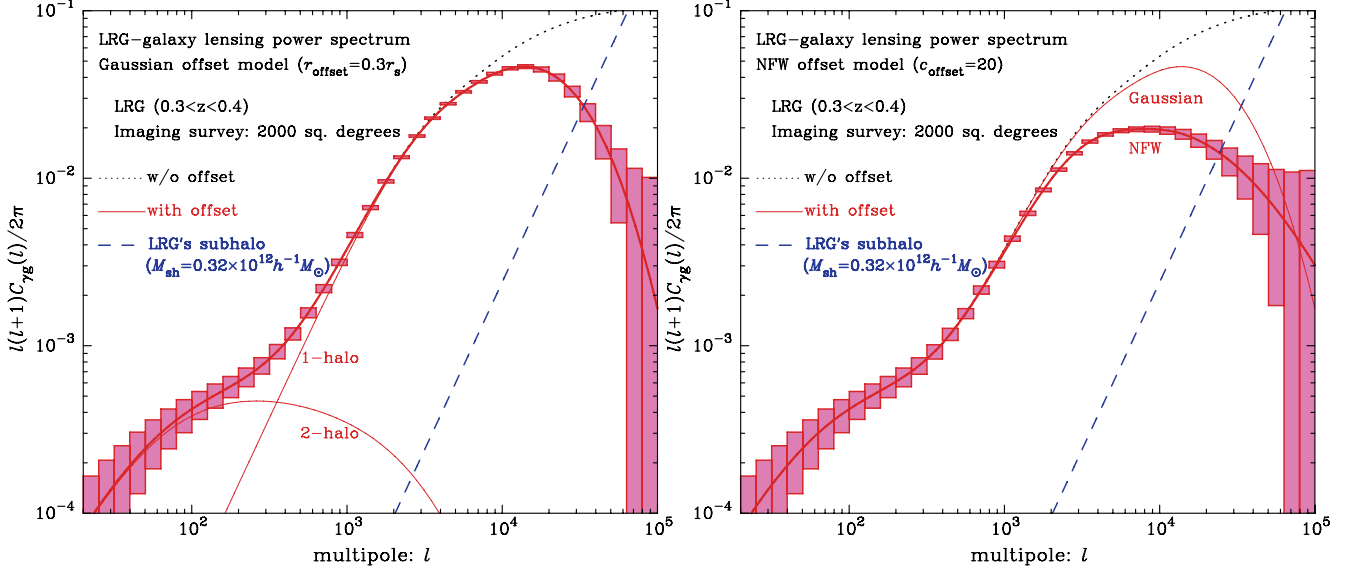 LRG-galaxy lensing power spectrum
Gaussian offset model (r_offset=0.3r_s)
LRG (0.3<z<0.4)
Imaging survey: 2000 sq. degrees
w/o offset
with offset
LRG's subhalo
(M_sh=0.32×10^12 h^-1 M_⊙)
1-halo
2-halo
l(l+1)C_γg(l)/2π
10^-1
10^-2
10^-3
10^-4
10^2
10^3
10^4
10^5
multipole: l
LRG-galaxy lensing power spectrum
NFW offset model (c_offset=20)
LRG (0.3<z<0.4)
Imaging survey: 2000 sq. degrees
Gaussian
NFW
w/o offset
with offset
LRG's subhalo
(M_sh=0.32×10^12 h^-1 M_⊙)
l(l+1)C_γg(l)/2π
10^-1
10^-2
10^-3
10^-4
10^2
10^3
10^4
10^5
multipole: l